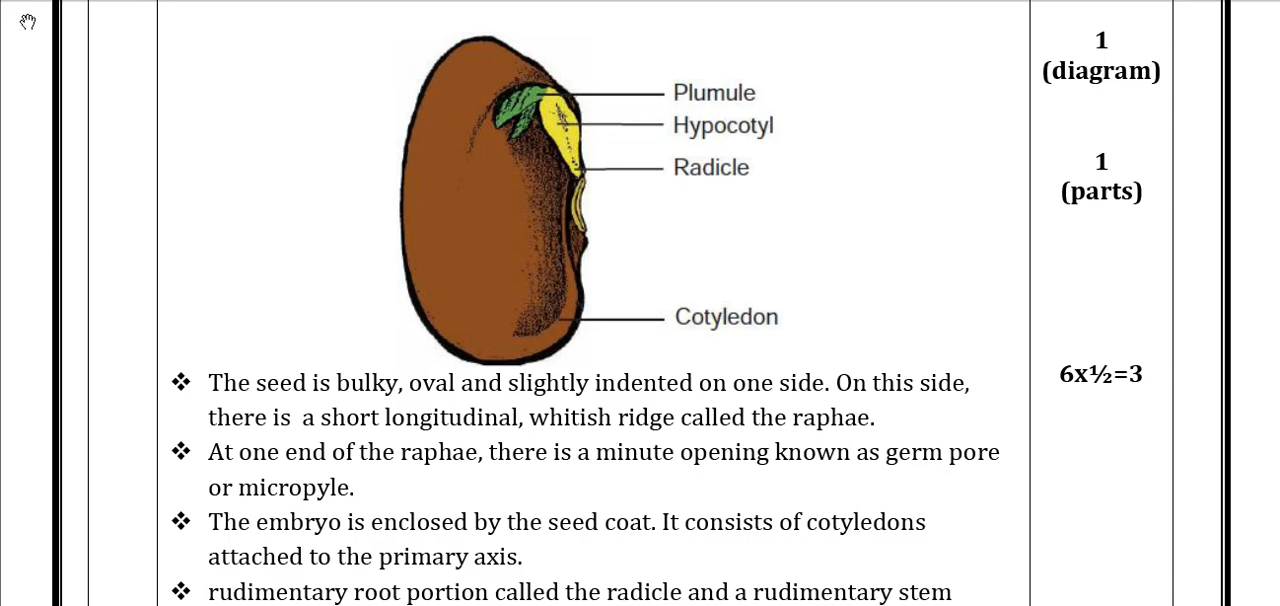 1
(diagram)
Plumule
Hypocotyl
Radicle
1
(parts)
Cotyledon
❖ The seed is bulky, oval and slightly indented on one side. On this side,
there is a short longitudinal, whitish ridge called the raphae.
6x½=3
❖ At one end of the raphae, there is a minute opening known as germ pore
or micropyle.
❖ The embryo is enclosed by the seed coat. It consists of cotyledons
attached to the primary axis.
❖ rudimentary root portion called the radicle and a rudimentary stem